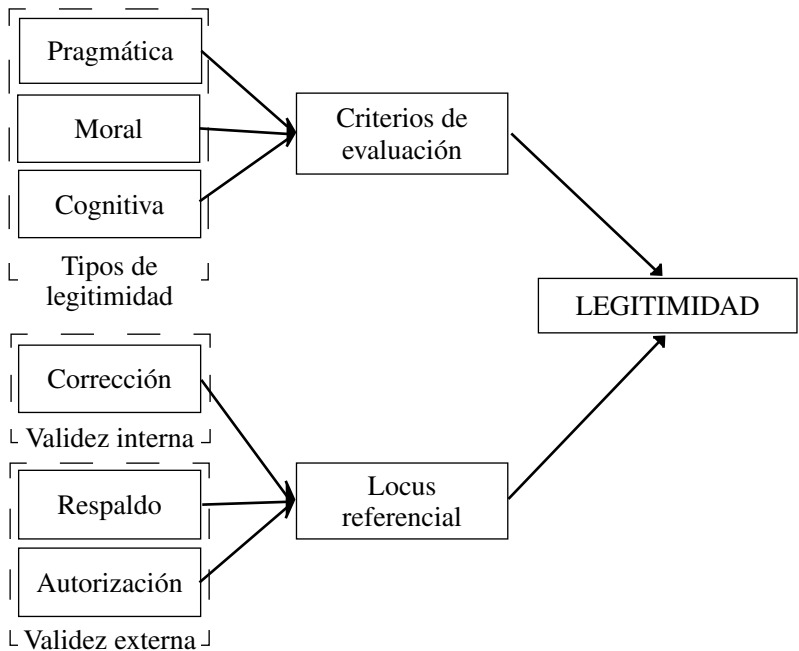 Pragmática
Moral
Cognitiva
Tipos de
legitimidad
Criterios de
evaluación
LEGITIMIDAD
Corrección
Validez interna
Respaldo
Autorización
Validez externa
Locus
referencial